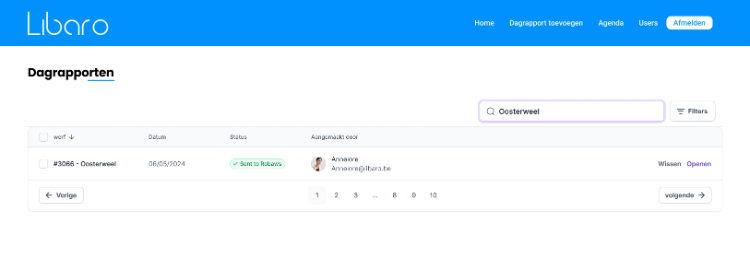 Libaro
Home Dagrapport toevoegen Agenda Users Afmelden
Dagrapporten
Oosterweel Filters
werf Datum Status Aangemaakt door
#3066 - Oosterweel 06/05/2024 Sent to Robaws Annelore Wissen Openen
Annelore@libaro.be
Vorige 1 2 3 ... 8 9 10 volgende